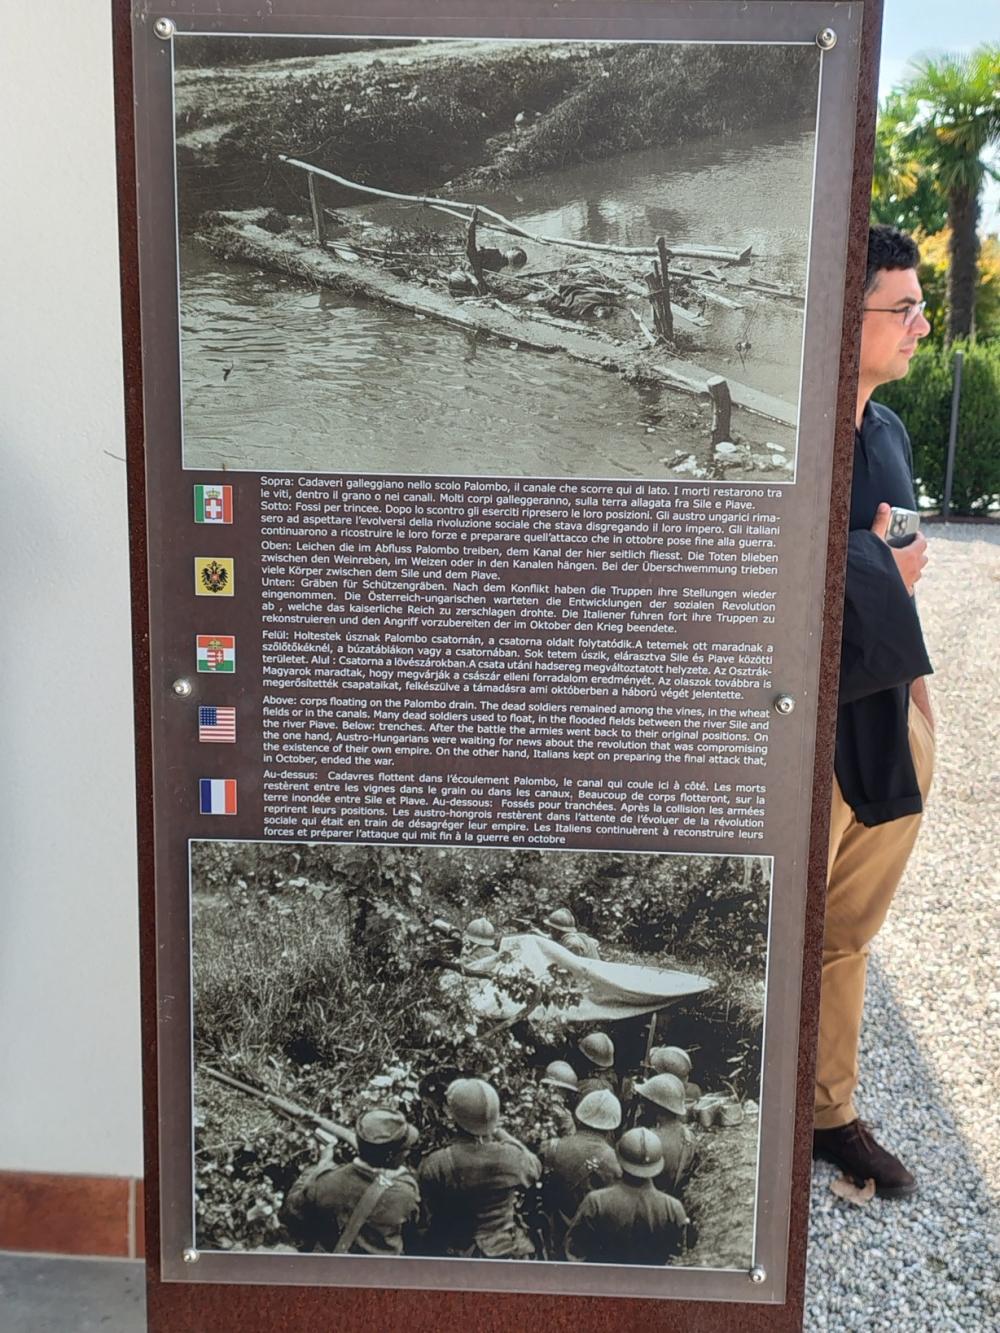 Sopra: Cadaveri galleggiano nello scolo Palombo, il canale che scorre qui di lato. I morti restarono tra
le viti, dentro il grano o nei canali. Molti corpi galleggeranno, sulla terra allagata fra Sile e Piave.
Sotto: Fossi per trincee. Dopo lo scontro gli eserciti ripresero le loro posizioni. Gli austro ungarici rima-
sero ad aspettare l'evolversi della rivoluzione sociale che stava disgregando il loro impero. Gli italiani
continuarono a ricostruire le loro forze e preparare quell'attacco che in ottobre pose fine alla guerra.
Oben: Leichen die im Abfluss Palombo treiben, dem Kanal der hier seitlich fliesst. Die Toten blieben
zwischen den Weinreben, im Weizen oder in den Kanalen hängen. Bei der Überschwemmung trieben
viele Körper zwischen dem Sile und dem Piave.
Unten: Gräben für Schützengräben. Nach dem Konflikt haben die Truppen ihre Stellungen wieder
eingenommen. Die Österreich-ungarischen warteten die Entwicklungen der sozialen Revolution
ab , welche das kaiserliche Reich zu zerschlagen drohte. Die Italiener fuhren fort ihre Truppen zu
rekonstruieren und den Angriff vorzubereiten der im Oktober den Krieg beendete.
Felül: Holtestek úsznak Palombo csatornán, a csatorna oldalt folytatódik.A tetemek ott maradnak a
szőlőtőkéknél, a búzatáblákon vagy a csatornában. Sok tetem úszik, elárasztva Sile és Piave közötti
területet. Alul : Csatorna a lövészárokban.A csata utáni hadsereg megváltoztatott helyzete. Az Osztrák-
Magyarok maradtak, hogy megvárják a császár elleni forradalom eredményét. Az olaszok továbbra is
megerősítették csapataikat, felkészülve a támadásra ami októberben a háború végét jelentette.
Above: corps floating on the Palombo drain. The dead soldiers remained among the vines, in the wheat
fields or in the canals. Many dead soldiers used to float, in the flooded fields between the river Sile and
the river Piave. Below: trenches. After the battle the armies went back to their original positions. On
the one hand, Austro-Hungarians were waiting for news about the revolution that was compromising
the existence of their own empire. On the other hand, Italians kept on preparing the final attack that,
in October, ended the war.
Au-dessus: Cadavres flottent dans l'écoulement Palombo, le canal qui coule ici à côté. Les morts
restèrent entre les vignes dans le grain ou dans les canaux, Beaucoup de corps flotteront, sur la
terre inondée entre Sile et Piave. Au-dessous: Fossés pour tranchées. Après la collision les armées
reprirent leurs positions. Les austro-hongrois restèrent dans l'attente de l'évoluer de la révolution
sociale qui était en train de désagréger leur empire. Les Italiens continuèrent à reconstruire leurs
forces et préparer l'attaque qui mit fin à la guerre en octobre